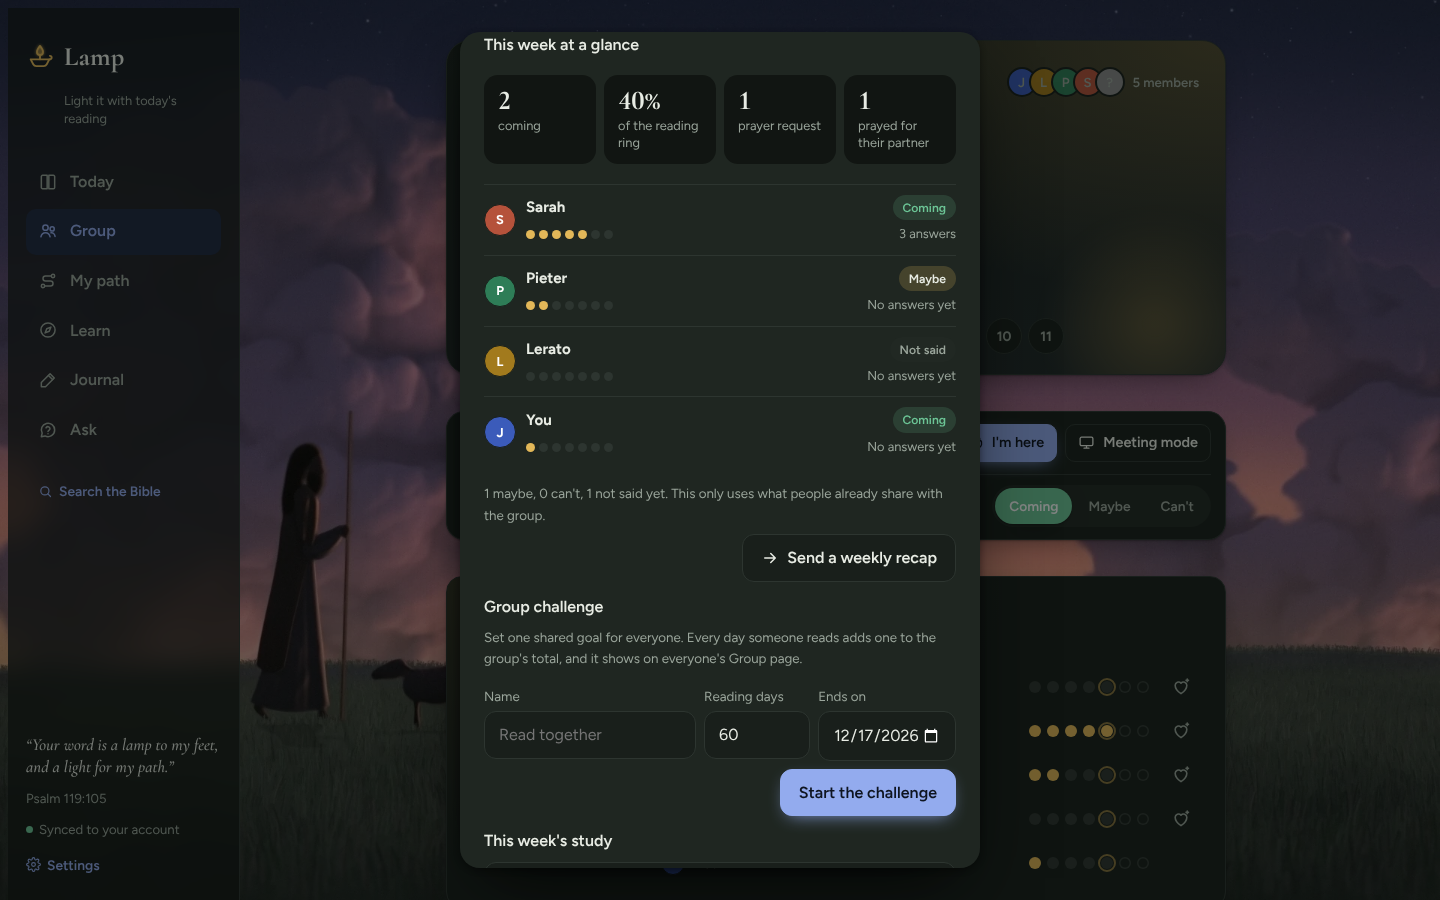 Lamp
Light it with today's
reading
Today
Group
My path
Learn
Journal
Ask
Search the Bible
“Your word is a lamp to my feet,
and a light for my path.”
Psalm 119:105
Synced to your account
Settings
This week at a glance
2
coming
40%
of the reading
ring
1
prayer request
1
prayed for
their partner
S
Sarah
Coming
3 answers
P
Pieter
Maybe
No answers yet
L
Lerato
Not said
No answers yet
J
You
Coming
No answers yet
1 maybe, 0 can't, 1 not said yet. This only uses what people already share with
the group.
→ Send a weekly recap
Group challenge
Set one shared goal for everyone. Every day someone reads adds one to the
group's total, and it shows on everyone's Group page.
Name
Reading days
Ends on
Read together
60
12/17/2026
Start the challenge
This week's study
J L P S ?
5 members
10
11
I'm here
Meeting mode
Coming
Maybe
Can't